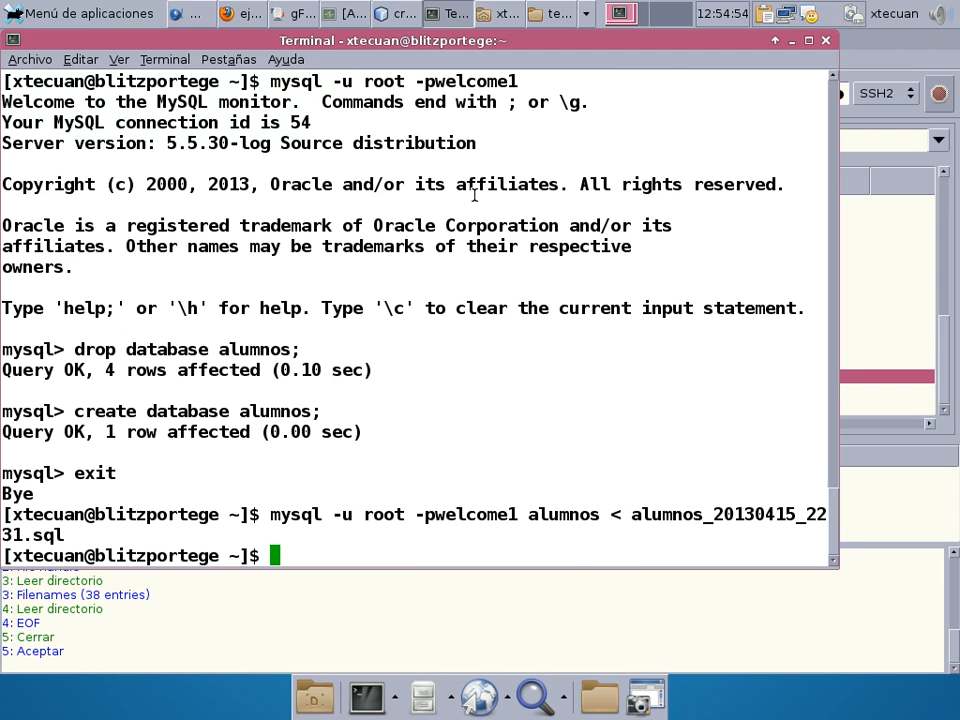 Menú de aplicaciones
...
ej...
gF...
[A...
cr...
Te...
xt...
te...
12:54:54
xtecuan
Terminal - xtecuan@blitzportege:~
Archivo Editar Ver Terminal Pestañas Ayuda
SSH2
[xtecuan@blitzportege ~]$ mysql -u root -pwelcome1
Welcome to the MySQL monitor.  Commands end with ; or \g.
Your MySQL connection id is 54
Server version: 5.5.30-log Source distribution
Copyright (c) 2000, 2013, Oracle and/or its affiliates. All rights reserved.
Oracle is a registered trademark of Oracle Corporation and/or its
affiliates. Other names may be trademarks of their respective
owners.
Type 'help;' or '\h' for help. Type '\c' to clear the current input statement.
mysql> drop database alumnos;
Query OK, 4 rows affected (0.10 sec)
mysql> create database alumnos;
Query OK, 1 row affected (0.00 sec)
mysql> exit
Bye
[xtecuan@blitzportege ~]$ mysql -u root -pwelcome1 alumnos < alumnos_20130415_22
31.sql
[xtecuan@blitzportege ~]$
3: Leer directorio
3: Filenames (38 entries)
4: Leer directorio
4: EOF
5: Cerrar
5: Aceptar